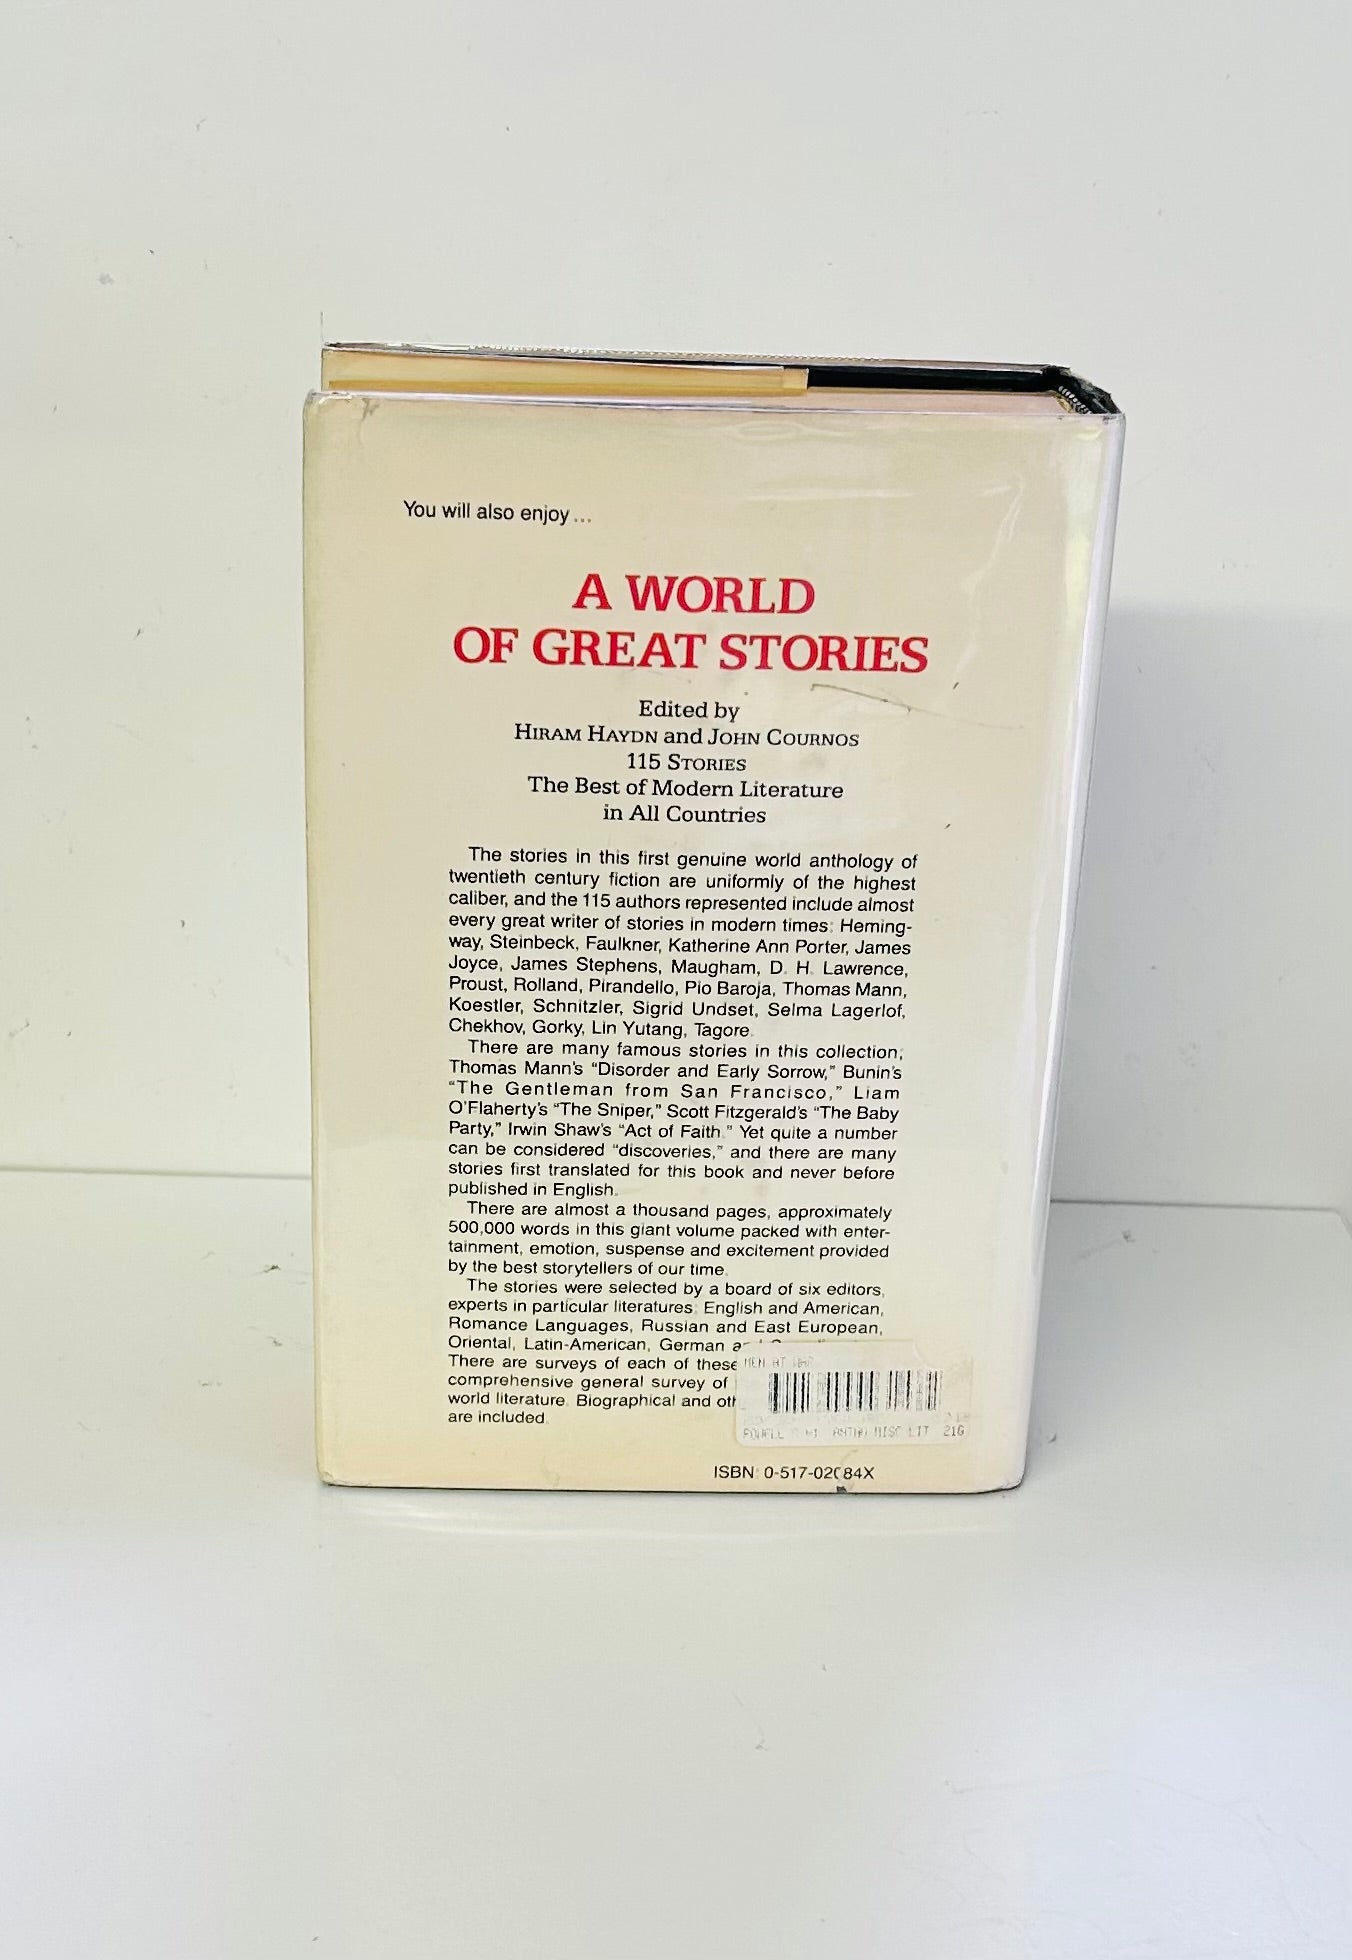 You will also enjoy ...
A WORLD
OF GREAT STORIES
Edited by
HIRAM HAYDN and JOHN COURNOS
115 STORIES
The Best of Modern Literature
in All Countries
The stories in this first genuine world anthology of
twentieth century fiction are uniformly of the highest
caliber, and the 115 authors represented include almost
every great writer of stories in modern times: Heming-
way, Steinbeck, Faulkner, Katherine Ann Porter, James
Joyce, James Stephens, Maugham, D. H. Lawrence,
Proust, Rolland, Pirandello, Pio Baroja, Thomas Mann,
Koestler, Schnitzler, Sigrid Undset, Selma Lagerlof,
Chekhov, Gorky, Lin Yutang, Tagore.
There are many famous stories in this collection;
Thomas Mann's "Disorder and Early Sorrow," Bunin's
"The Gentleman from San Francisco," Liam
O'Flaherty's "The Sniper," Scott Fitzgerald's "The Baby
Party," Irwin Shaw's "Act of Faith." Yet quite a number
can be considered "discoveries," and there are many
stories first translated for this book and never before
published in English.
There are almost a thousand pages, approximately
500,000 words in this giant volume packed with enter-
tainment, emotion, suspense and excitement provided
by the best storytellers of our time.
The stories were selected by a board of six editors,
experts in particular literatures: English and American,
Romance Languages, Russian and East European,
Oriental, Latin-American, German
There are surveys of each of these
comprehensive general survey of
world literature. Biographical and
are included.
MEN AT WAR
MISC LIT 21G
ISBN: 0-517-02084X